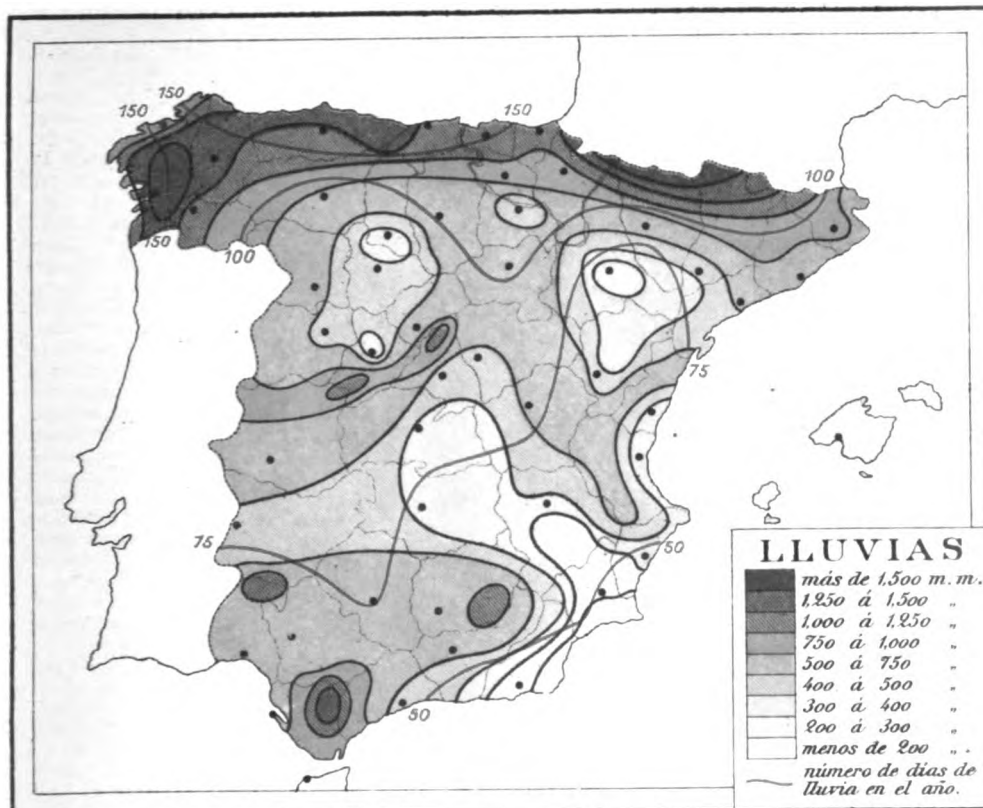 150
150
150
150
100
100
75
75
50
50
LLUVIAS
más de 1,500 m. m.
1,250 á 1,500 „
1,000 á 1,250 „
750 á 1,000 „
500 á 750 „
400 á 500 „
300 á 400 „
200 á 300 „
menos de 200 „ .
número de días de
lluvia en el año.